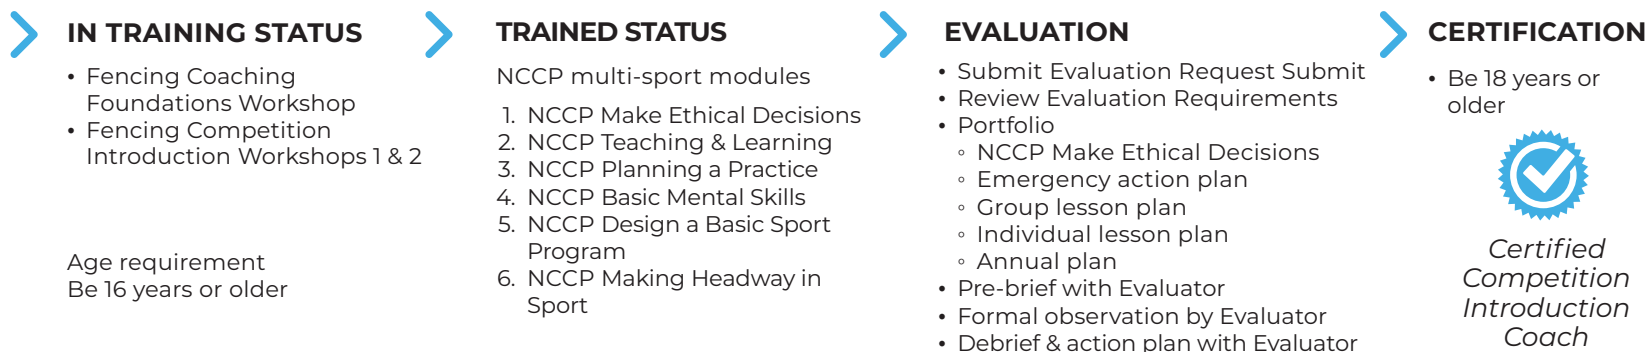 IN TRAINING STATUS
• Fencing Coaching
Foundations Workshop
• Fencing Competition
Introduction Workshops 1 & 2
Age requirement
Be 16 years or older
TRAINED STATUS
NCCP multi-sport modules
1. NCCP Make Ethical Decisions
2. NCCP Teaching & Learning
3. NCCP Planning a Practice
4. NCCP Basic Mental Skills
5. NCCP Design a Basic Sport
Program
6. NCCP Making Headway in
Sport
EVALUATION
• Submit Evaluation Request Submit
• Review Evaluation Requirements
• Portfolio
◦ NCCP Make Ethical Decisions
◦ Emergency action plan
◦ Group lesson plan
◦ Individual lesson plan
◦ Annual plan
• Pre-brief with Evaluator
• Formal observation by Evaluator
• Debrief & action plan with Evaluator
CERTIFICATION
• Be 18 years or
older
Certified
Competition
Introduction
Coach